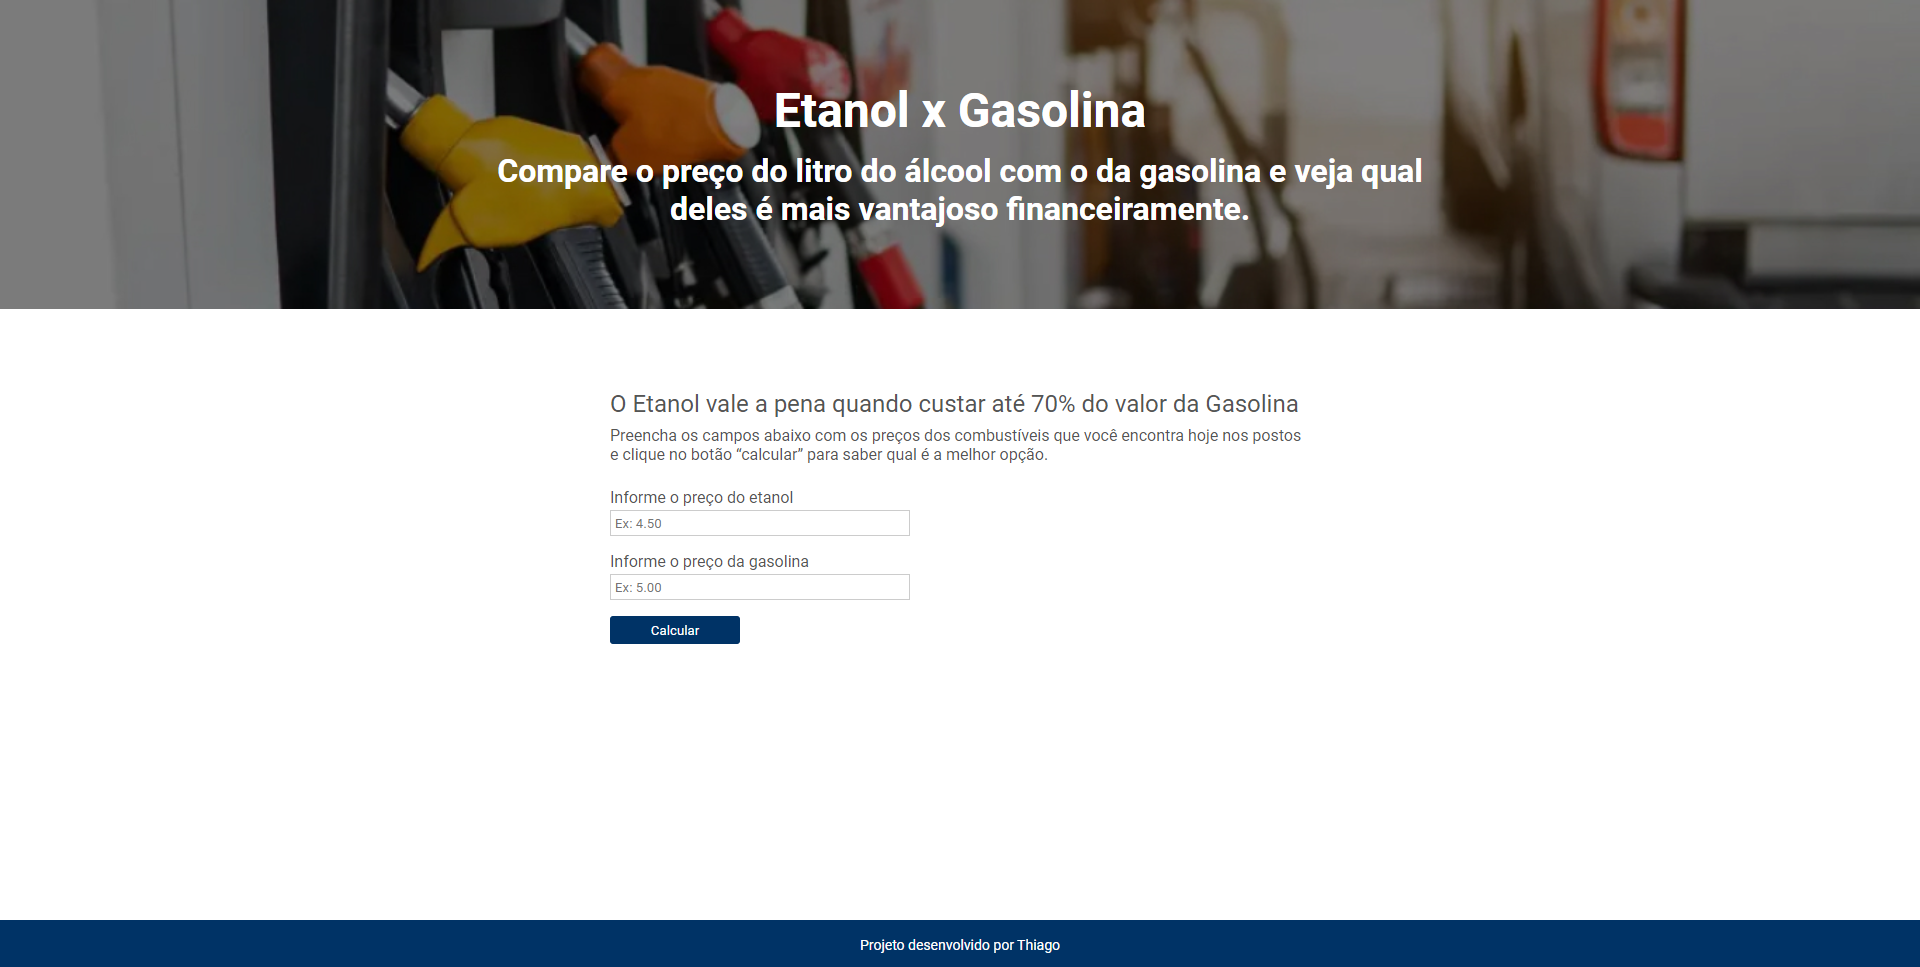 Etanol x Gasolina
Compare o preço do litro do álcool com o da gasolina e veja qual
deles é mais vantajoso financeiramente.
O Etanol vale a pena quando custar até 70% do valor da Gasolina
Preencha os campos abaixo com os preços dos combustíveis que você encontra hoje nos postos
e clique no botão “calcular” para saber qual é a melhor opção.
Informe o preço do etanol
Ex: 4.50
Informe o preço da gasolina
Ex: 5.00
Calcular
Projeto desenvolvido por Thiago